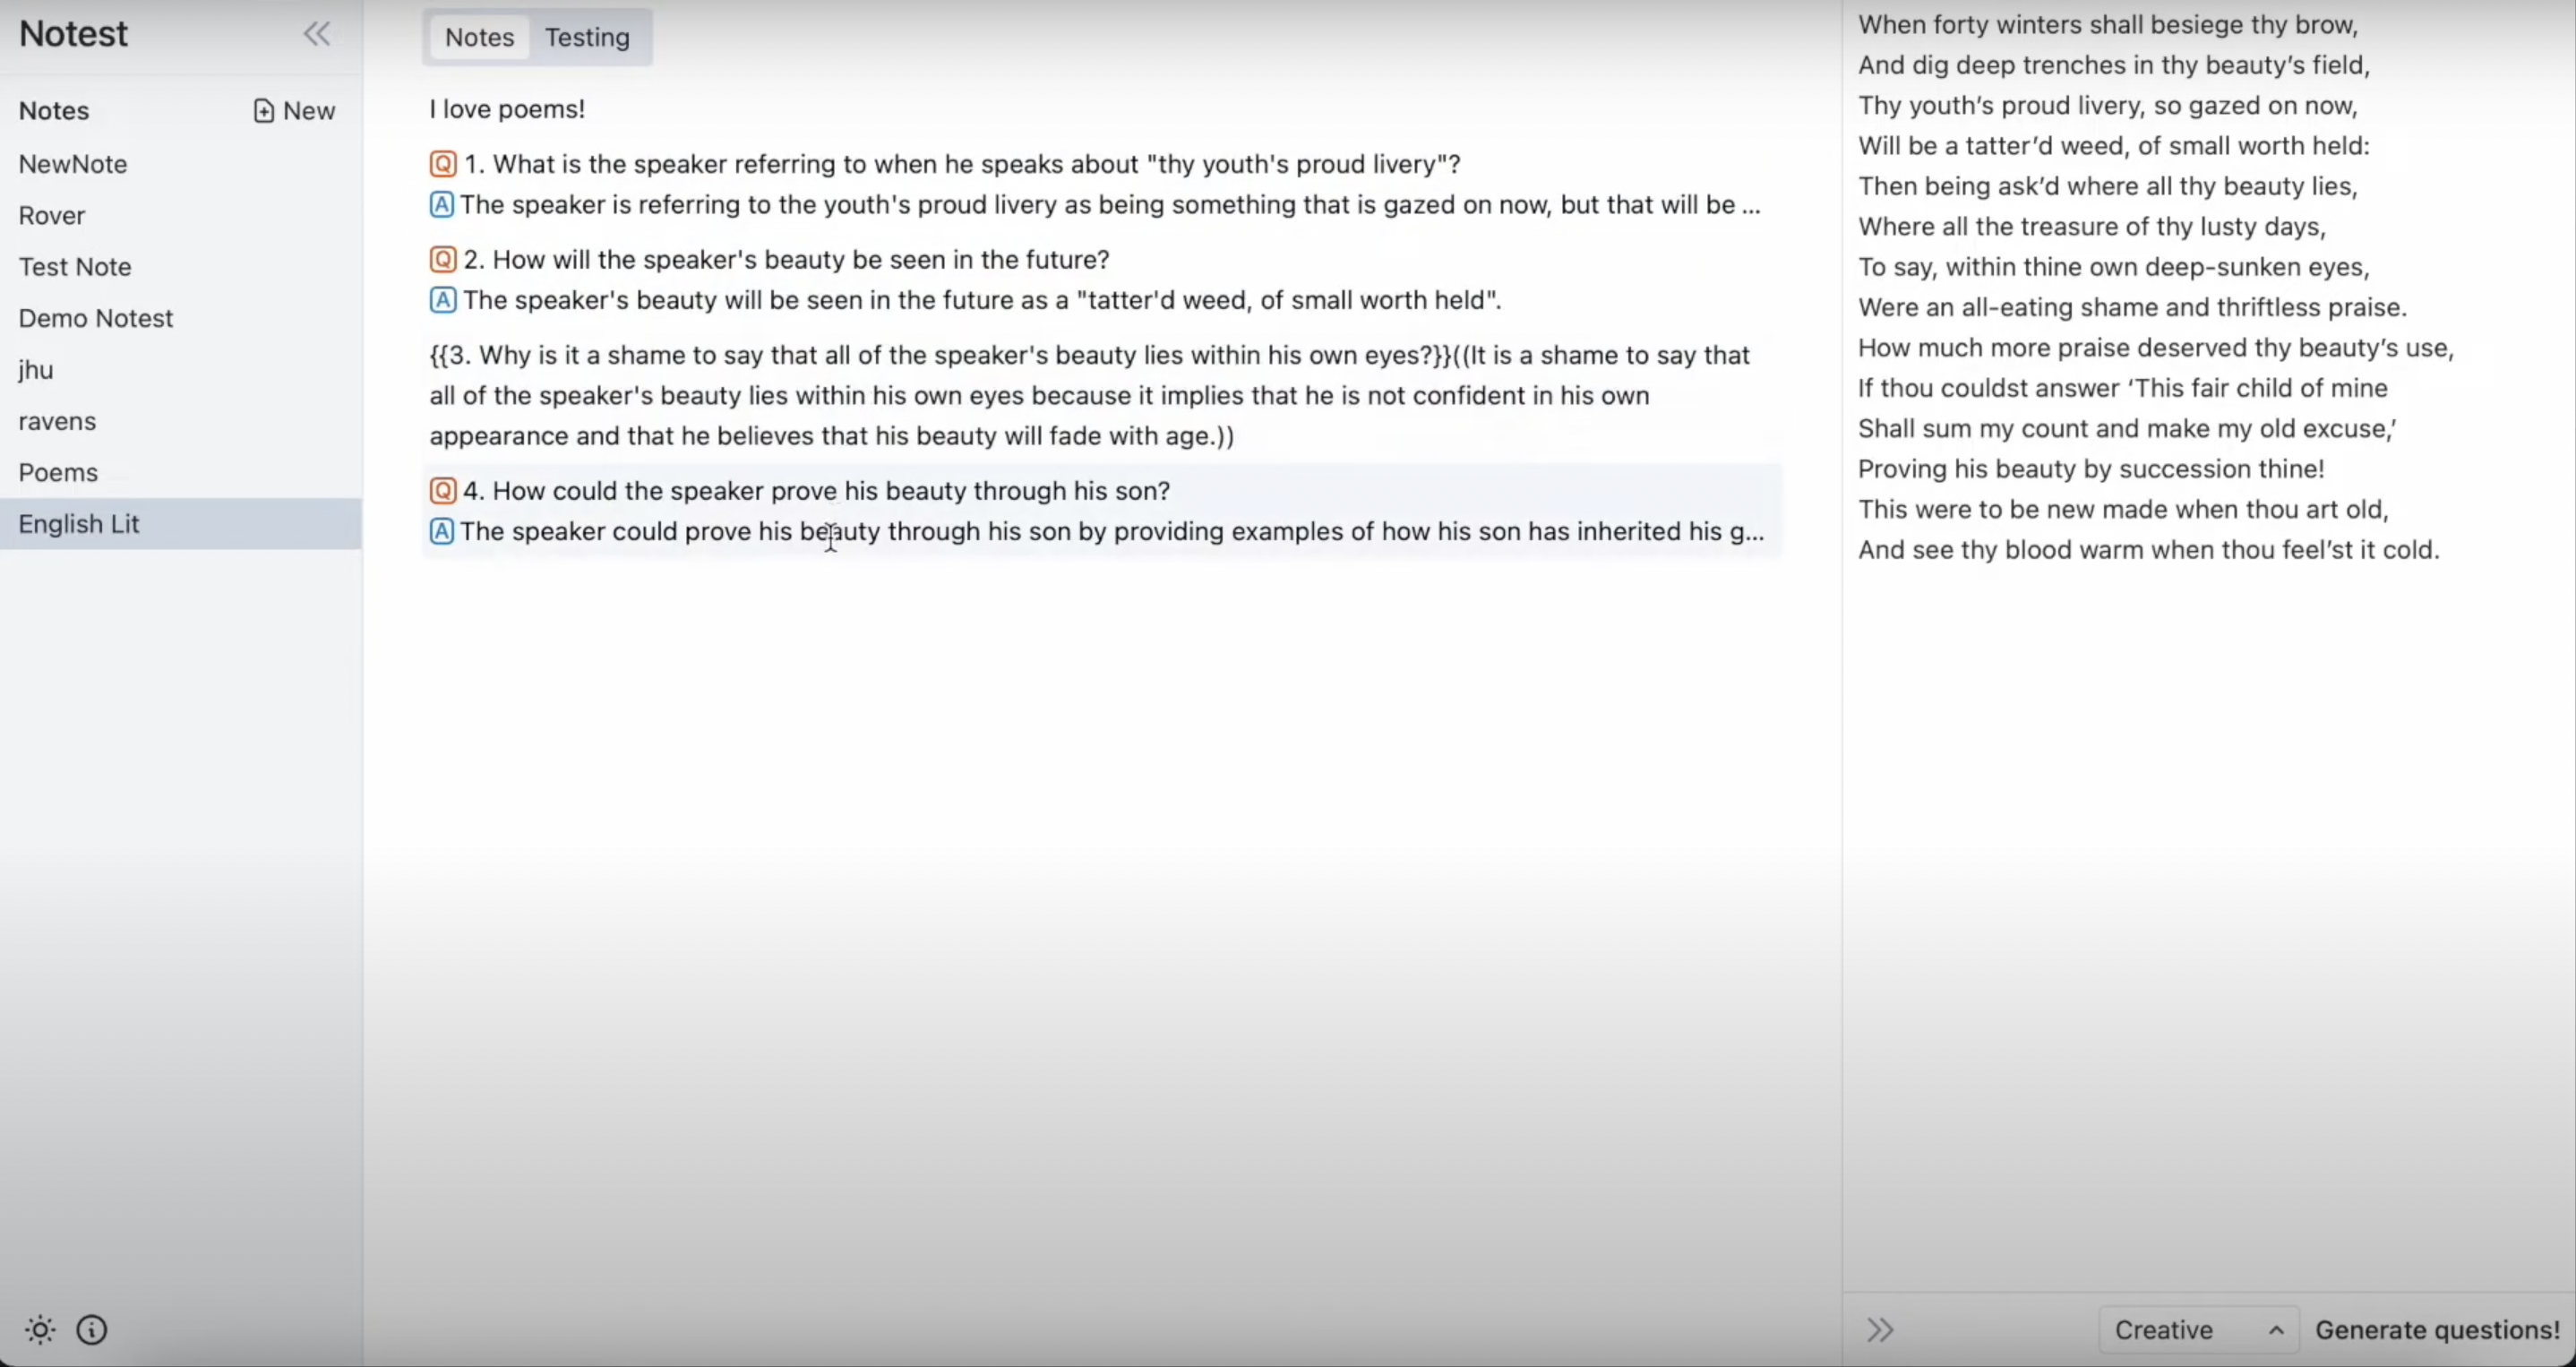 Notest
Notes New
NewNote
Rover
Test Note
Demo Notest
jhu
ravens
Poems
English Lit
Notes Testing
I love poems!
Q 1. What is the speaker referring to when he speaks about "thy youth's proud livery"?
A The speaker is referring to the youth's proud livery as being something that is gazed on now, but that will be ...
Q 2. How will the speaker's beauty be seen in the future?
A The speaker's beauty will be seen in the future as a "tatter'd weed, of small worth held".
{{3. Why is it a shame to say that all of the speaker's beauty lies within his own eyes?}}((It is a shame to say that
all of the speaker's beauty lies within his own eyes because it implies that he is not confident in his own
appearance and that he believes that his beauty will fade with age.))
Q 4. How could the speaker prove his beauty through his son?
A The speaker could prove his beauty through his son by providing examples of how his son has inherited his g...
When forty winters shall besiege thy brow,
And dig deep trenches in thy beauty’s field,
Thy youth’s proud livery, so gazed on now,
Will be a tatter’d weed, of small worth held:
Then being ask’d where all thy beauty lies,
Where all the treasure of thy lusty days,
To say, within thine own deep-sunken eyes,
Were an all-eating shame and thriftless praise.
How much more praise deserved thy beauty’s use,
If thou couldst answer ‘This fair child of mine
Shall sum my count and make my old excuse,’
Proving his beauty by succession thine!
This were to be new made when thou art old,
And see thy blood warm when thou feel’st it cold.
Creative Generate questions!